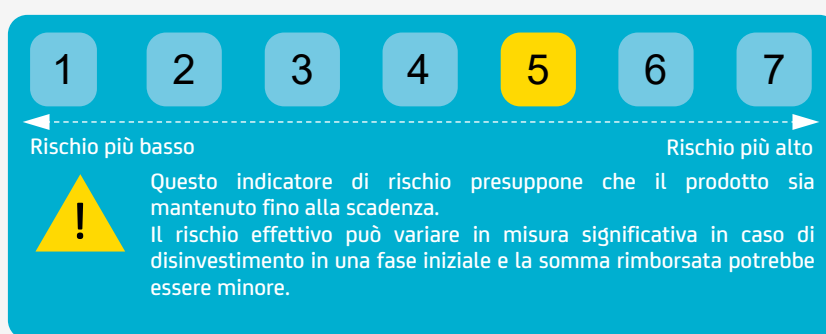 1 2 3 4 5 6 7
Rischio più basso Rischio più alto
Questo indicatore di rischio presuppone che il prodotto sia
mantenuto fino alla scadenza.
!
Il rischio effettivo può variare in misura significativa in caso di
disinvestimento in una fase iniziale e la somma rimborsata potrebbe
essere minore.